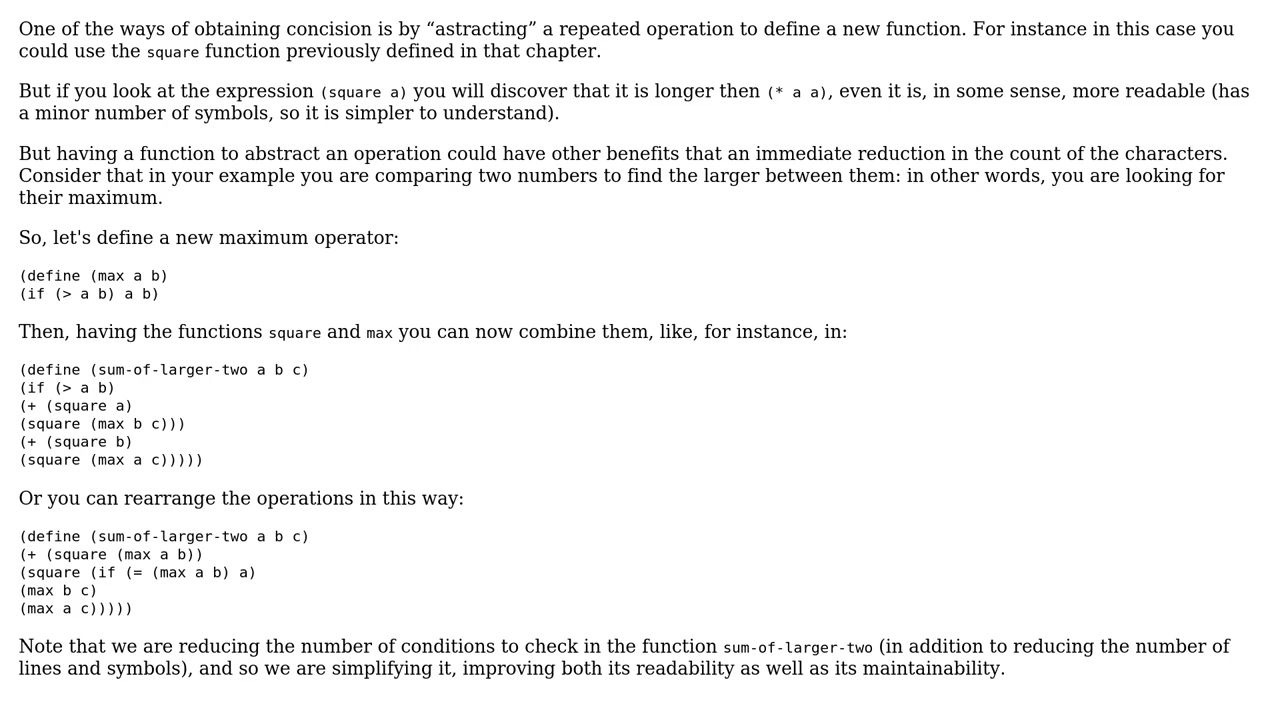 One of the ways of obtaining concision is by “astracting” a repeated operation to define a new function. For instance in this case you
could use the square function previously defined in that chapter.
But if you look at the expression (square a) you will discover that it is longer then (* a a), even it is, in some sense, more readable (has
a minor number of symbols, so it is simpler to understand).
But having a function to abstract an operation could have other benefits that an immediate reduction in the count of the characters.
Consider that in your example you are comparing two numbers to find the larger between them: in other words, you are looking for
their maximum.
So, let's define a new maximum operator:
(define (max a b)
(if (> a b) a b)
Then, having the functions square and max you can now combine them, like, for instance, in:
(define (sum-of-larger-two a b c)
(if (> a b)
(+ (square a)
(square (max b c)))
(+ (square b)
(square (max a c)))))
Or you can rearrange the operations in this way:
(define (sum-of-larger-two a b c)
(+ (square (max a b))
(square (if (= (max a b) a)
(max b c)
(max a c)))))
Note that we are reducing the number of conditions to check in the function sum-of-larger-two (in addition to reducing the number of
lines and symbols), and so we are simplifying it, improving both its readability as well as its maintainability.